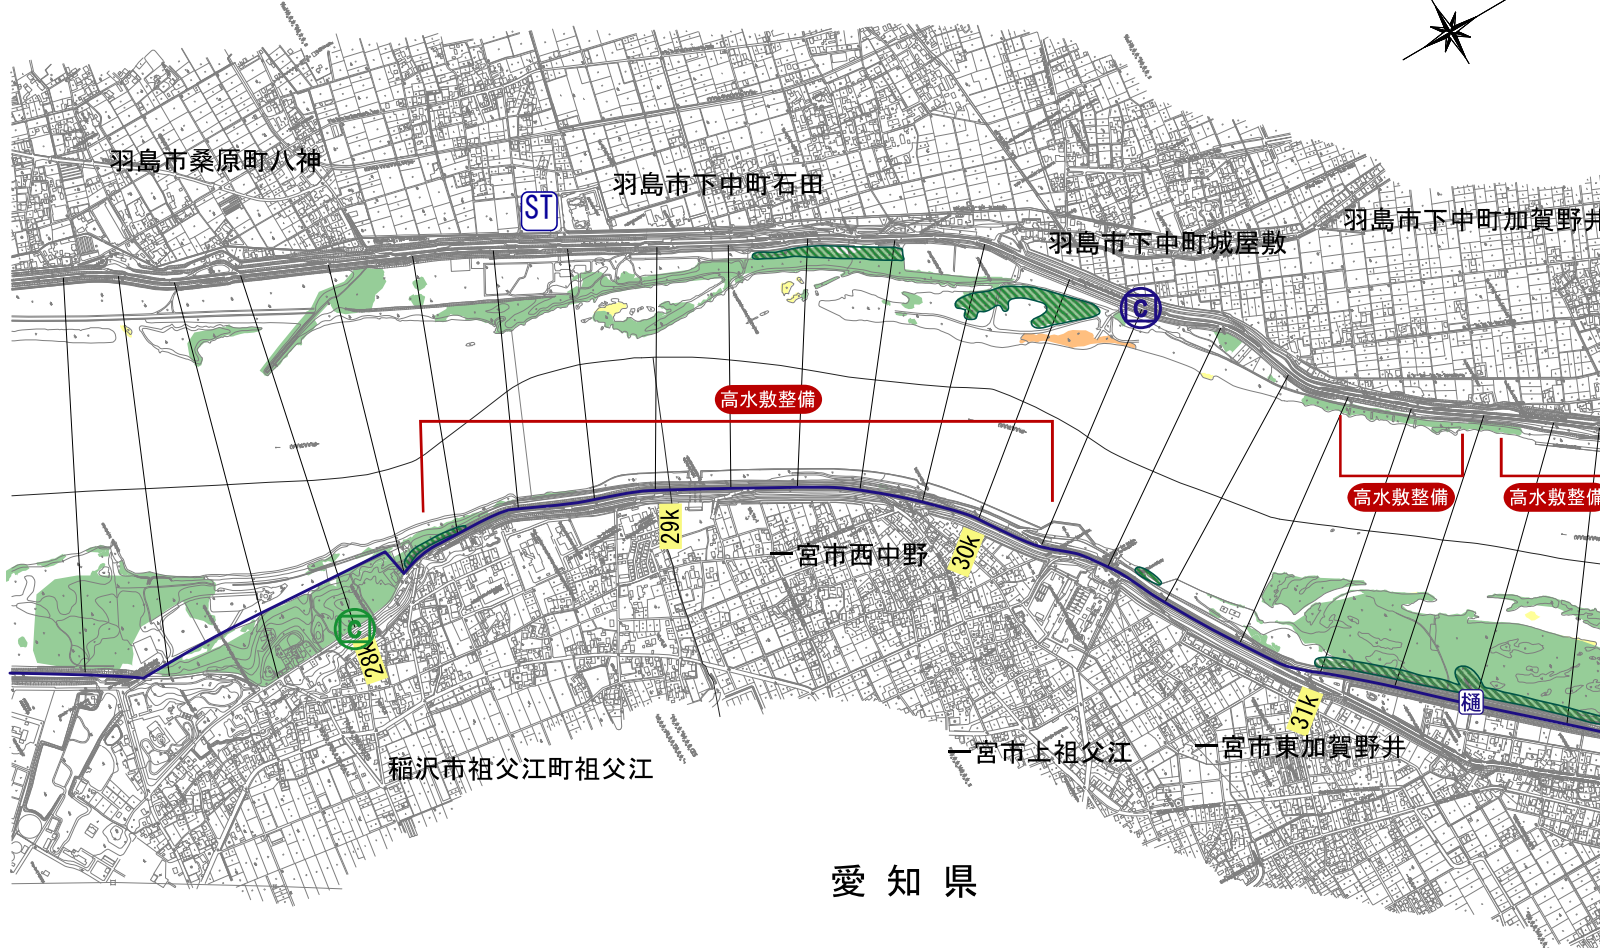 羽島市桑原町八神
羽島市下中町石田
ST
羽島市下中町加賀野井
羽島市下中町城屋敷
C
高水敷整備
高水敷整備
高水敷整備
29k
一宮市西中野
30k
C
28k
樋
31k
一宮市上祖父江
一宮市東加賀野井
稲沢市祖父江町祖父江
愛知県